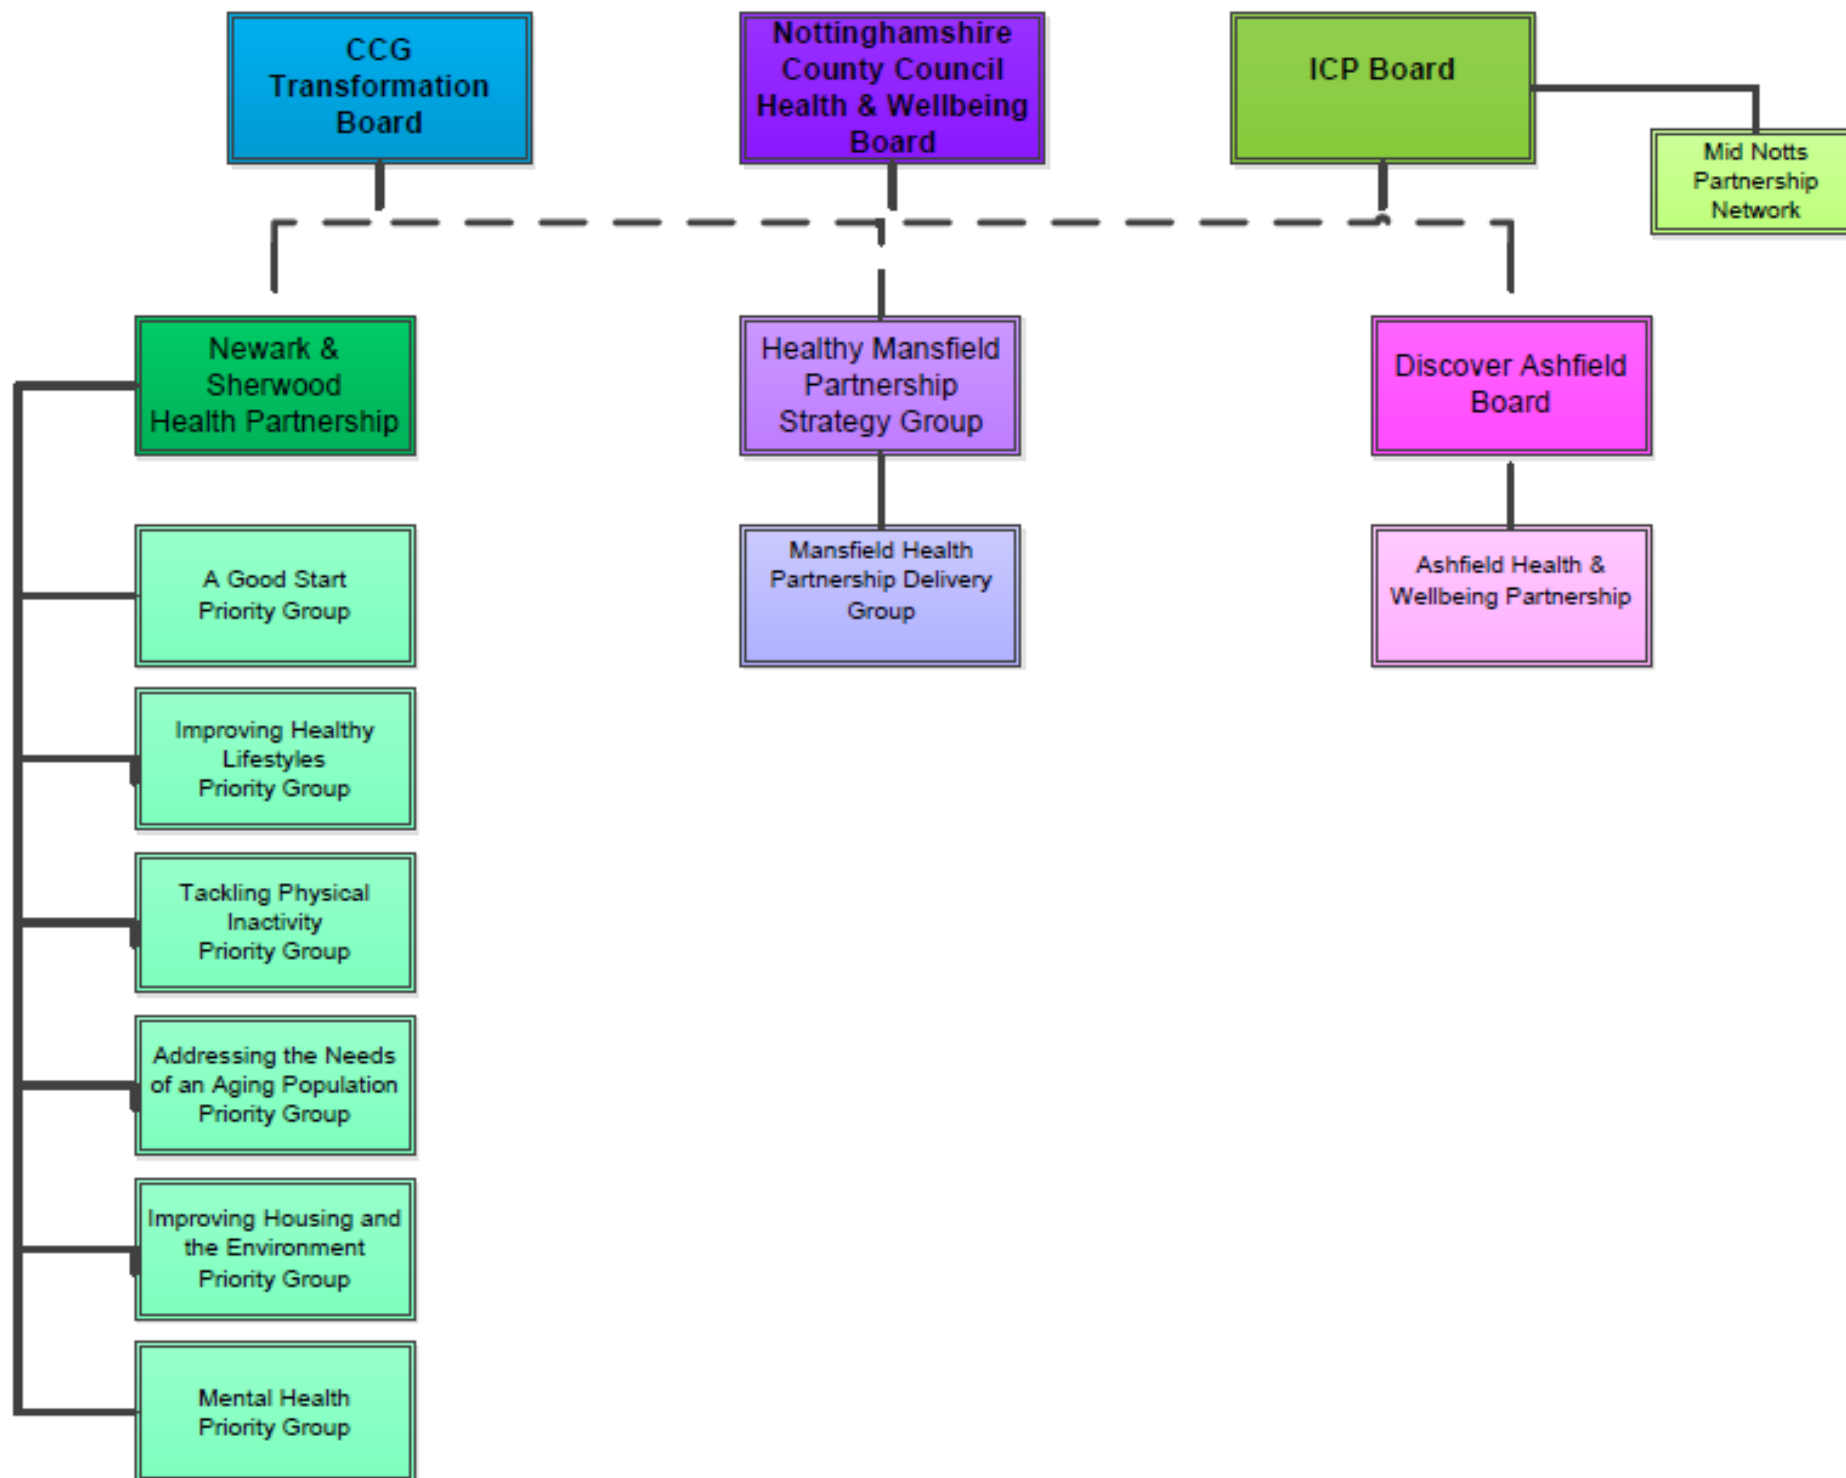 CCG
Transformation
Board
Nottinghamshire
County Council
Health & Wellbeing
Board
ICP Board
Mid Notts
Partnership
Network
Newark &
Sherwood
Health Partnership
Healthy Mansfield
Partnership
Strategy Group
Discover Ashfield
Board
A Good Start
Priority Group
Mansfield Health
Partnership Delivery
Group
Ashfield Health &
Wellbeing Partnership
Improving Healthy
Lifestyles
Priority Group
Tackling Physical
Inactivity
Priority Group
Addressing the Needs
of an Aging Population
Priority Group
Improving Housing and
the Environment
Priority Group
Mental Health
Priority Group